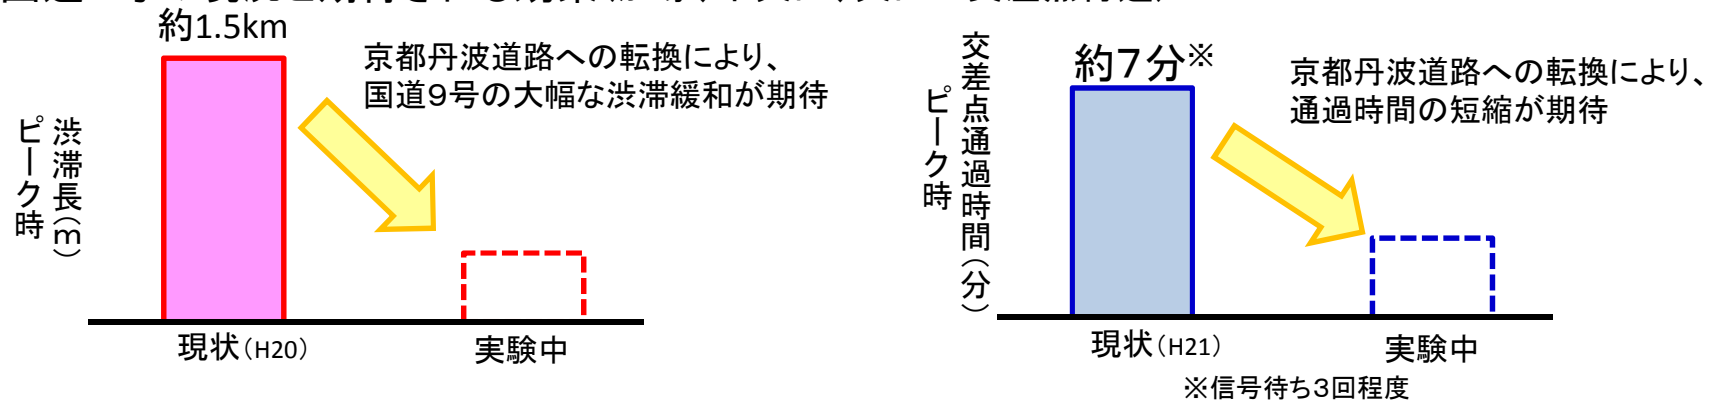 約1.5km
京都丹波道路への転換により、
国道9号の大幅な渋滞緩和が期待
ピーク時
渋滞長(m)
現状(H20)
実験中
約7分※
京都丹波道路への転換により、
通過時間の短縮が期待
ピーク時
交差点通過時間(分)
現状(H21)
実験中
※信号待ち3回程度